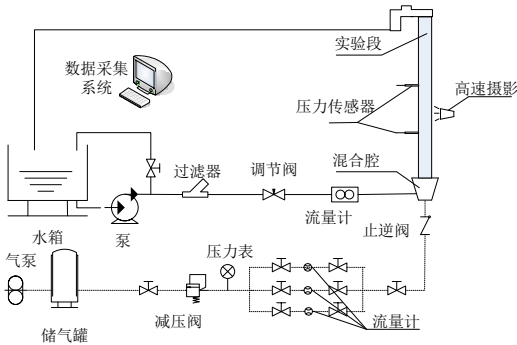 实验段
数据采集
系统
高速摄影
压力传感器
混合腔
过滤器
调节阀
流量计
止逆阀
水箱
泵
气泵
压力表
储气罐
减压阀
流量计